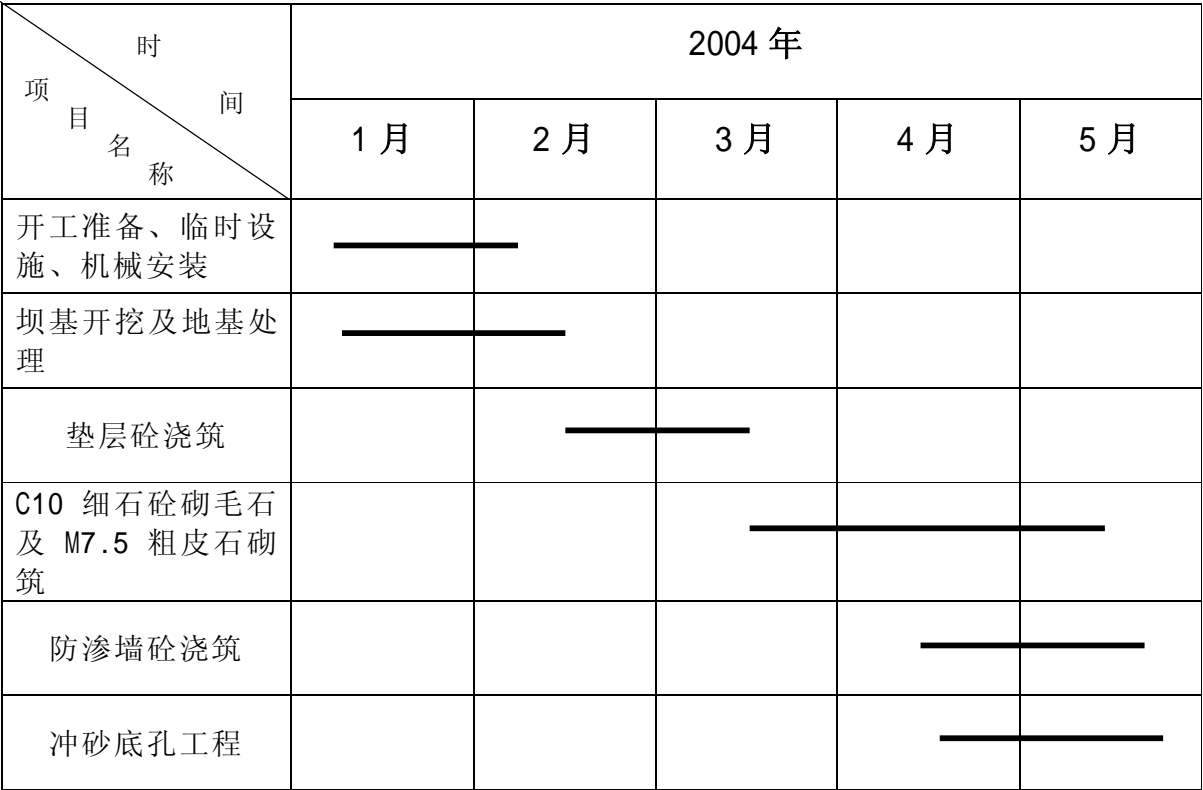 时
间
项
目
名
称
2004 年
1 月
2 月
3 月
4 月
5 月
开工准备、临时设
施、机械安装
坝基开挖及地基处
理
垫层砼浇筑
C10 细石砼砌毛石
及 M7.5 粗皮石砌
筑
防渗墙砼浇筑
冲砂底孔工程